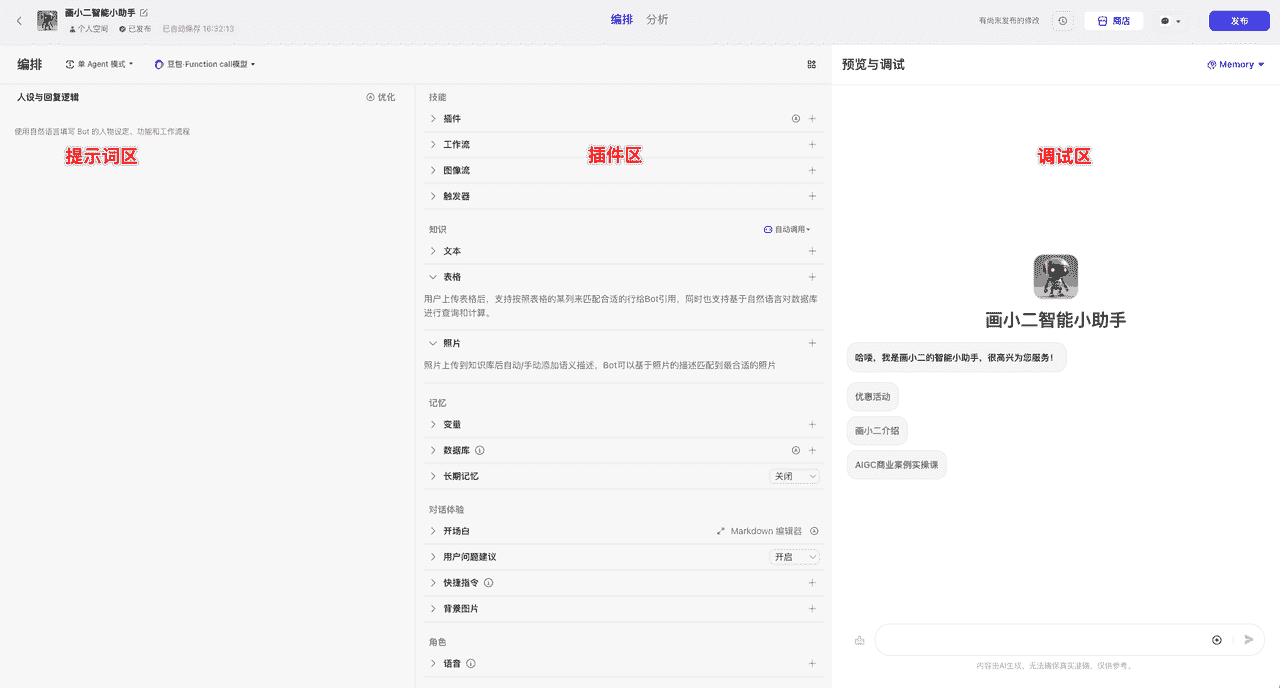 画小二智能小助手
个人空间 已发布 已自动保存 16:32:13
编排 分析
有尚未发布的修改
商店
发布
编排
单 Agent 模式
豆包·Function call模型
预览与调试
Memory
人设与回复逻辑
优化
使用自然语言填写 Bot 的人物设定、功能和工作流程
提示词区
技能
插件
工作流
插件区
图像流
触发器
知识
自动调用
文本
表格
用户上传表格后，支持按照表格的某列来匹配合适的行给Bot引用，同时也支持基于自然语言对数据库
进行查询和计算。
照片
照片上传到知识库后自动/手动添加语义描述，Bot可以基于照片的描述匹配到最合适的照片
记忆
变量
数据库
长期记忆
关闭
对话体验
开场白
Markdown 编辑器
用户问题建议
开启
快捷指令
背景图片
角色
语音
调试区
画小二智能小助手
哈喽，我是画小二的智能小助手，很高兴为您服务！
优惠活动
画小二介绍
AIGC商业案例实操课
内容由AI生成，无法确保真实准确，仅供参考。